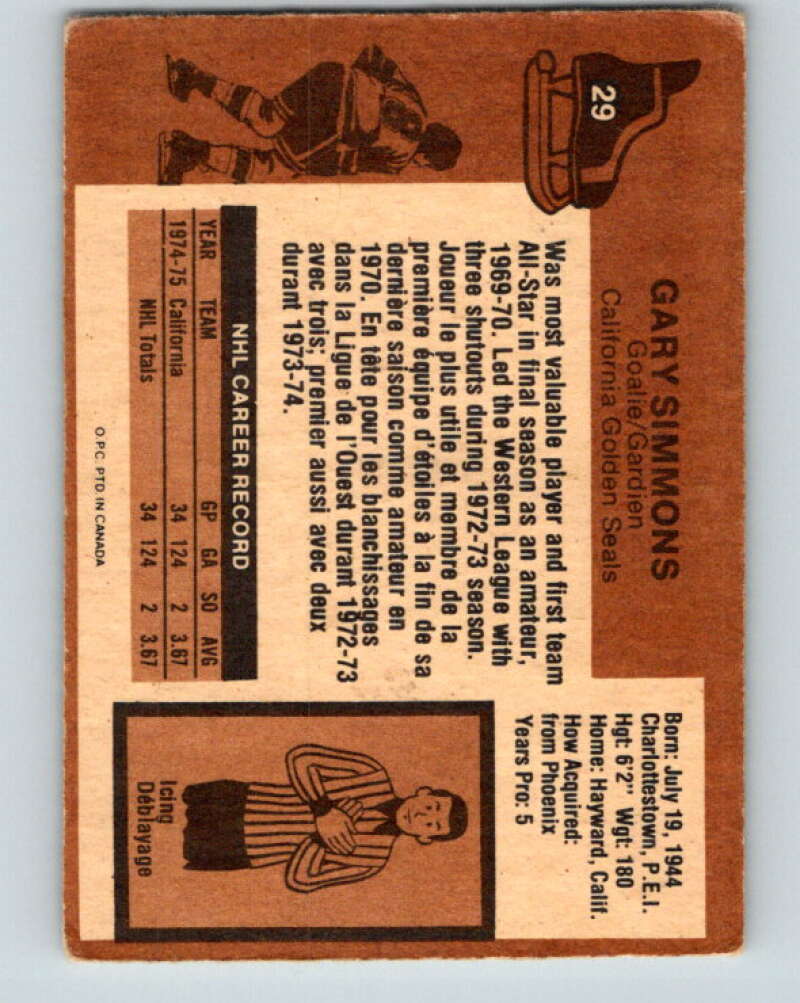 29
GARY SIMMONS
Goalie/Gardien
California Golden Seals
Born: July 19, 1944
Charlottestown, P.E.I.
Hgt: 6'2" Wgt: 180
Home: Hayward, Calif.
How Acquired:
from Phoenix
Years Pro: 5
Was most valuable player and first team
All-Star in final season as an amateur,
1969-70. Led the Western League with
three shutouts during 1972-73 season.
Joueur le plus utile et membre de la
première équipe d'étoiles à la fin de sa
dernière saison comme amateur en
1970. En tête pour les blanchissages
dans la Ligue de l'Ouest durant 1972-73
avec trois; premier aussi avec deux
durant 1973-74.
NHL CAREER RECORD
YEAR TEAM GP GA SO AVG
1974-75 California 34 124 2 3.67
NHL Totals 34 124 2 3.67
Icing
Déblayage
O.P.C. PTD. IN CANADA